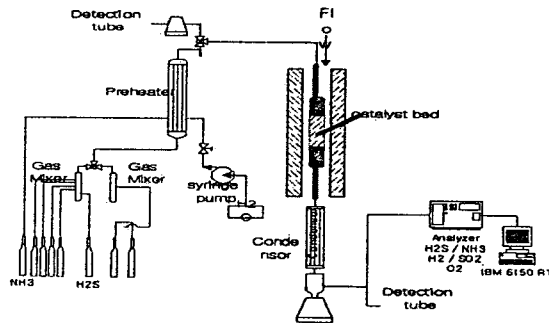 Detection
tube
FI
Preheater
catalyst bed
Gas
Mixer
Gas
Mixer
syringe
pump
Conde
nsor
Analyzer
H2S / NH3
H2 / SO2
O2
IBM 6150 RT
NH3
H2S
Detection
tube